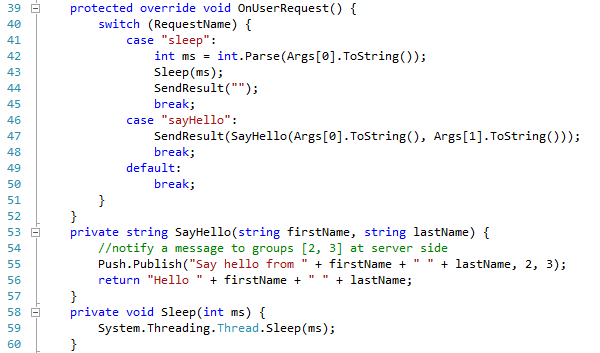 39 protected override void OnUserRequest() {
40 switch (RequestName) {
41 case "sleep":
42 int ms = int.Parse(Args[0].ToString());
43 Sleep(ms);
44 SendResult("");
45 break;
46 case "sayHello":
47 SendResult(SayHello(Args[0].ToString(), Args[1].ToString()));
48 break;
49 default:
50 break;
51 }
52 }
53 private string SayHello(string firstName, string lastName) {
54 //notify a message to groups [2, 3] at server side
55 Push.Publish("Say hello from " + firstName + " " + lastName, 2, 3);
56 return "Hello " + firstName + " " + lastName;
57 }
58 private void Sleep(int ms) {
59 System.Threading.Thread.Sleep(ms);
60 }